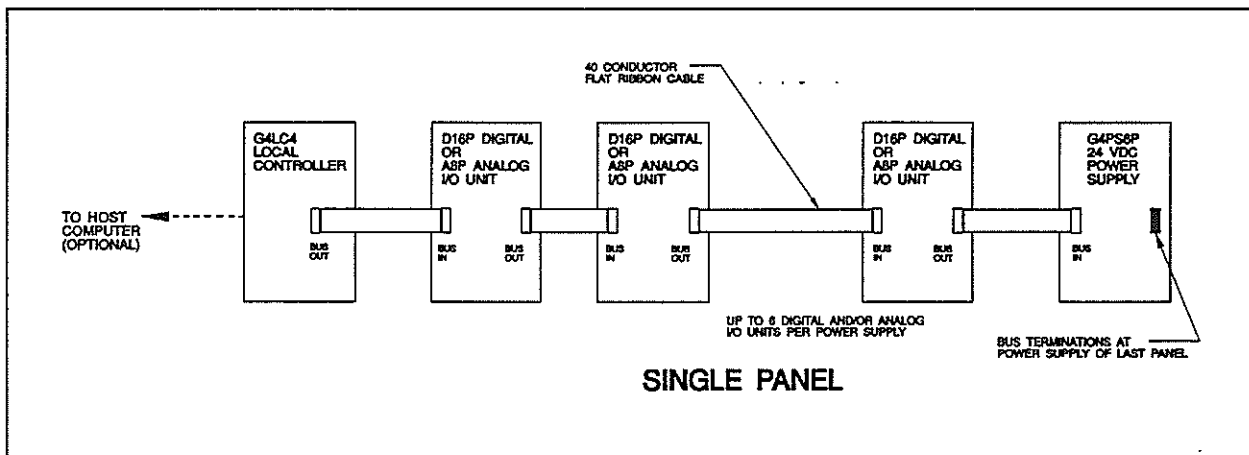 40 CONDUCTOR
FLAT RIBBON CABLE
G4LC4
LOCAL
CONTROLLER
D16P DIGITAL
OR
A8P ANALOG
I/O UNIT
D16P DIGITAL
OR
A8P ANALOG
I/O UNIT
D16P DIGITAL
OR
A8P ANALOG
I/O UNIT
G4PS6P
24 VDC
POWER
SUPPLY
TO HOST
COMPUTER
(OPTIONAL)
BUS
OUT
BUS
IN
BUS
OUT
BUS
IN
BUS
OUT
BUS
IN
BUS
OUT
BUS
IN
UP TO 6 DIGITAL AND/OR ANALOG
I/O UNITS PER POWER SUPPLY
BUS TERMINATIONS AT
POWER SUPPLY OF LAST PANEL
SINGLE PANEL